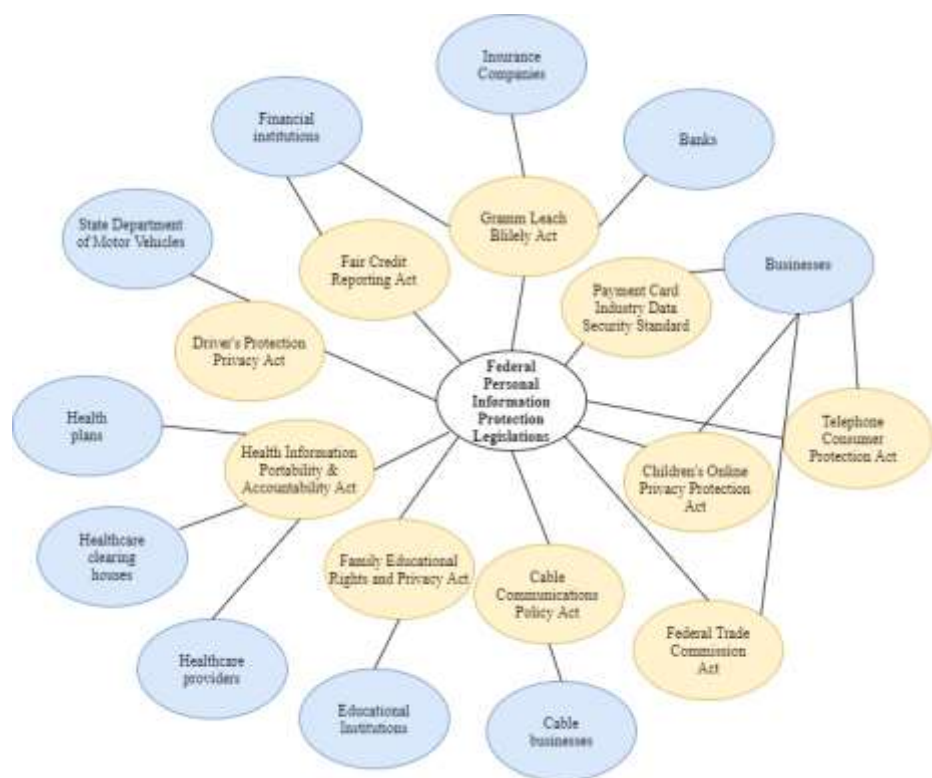 Insurance
Companies
Financial
institutions
Banks
Gramm Leach
Blilely Act
State Department
of Motor Vehicles
Fair Credit
Reporting Act
Businesses
Payment Card
Industry Data
Security Standard
Driver's Protection
Privacy Act
Federal
Personal
Information
Protection
Legislations
Health
plans
Telephone
Consumer
Protection Act
Health Information
Portability &
Accountability Act
Children's Online
Privacy Protection
Act
Healthcare
clearing
houses
Family Educational
Rights and Privacy Act
Cable
Communications
Policy Act
Federal Trade
Commission
Act
Healthcare
providers
Educational
Institutions
Cable
businesses